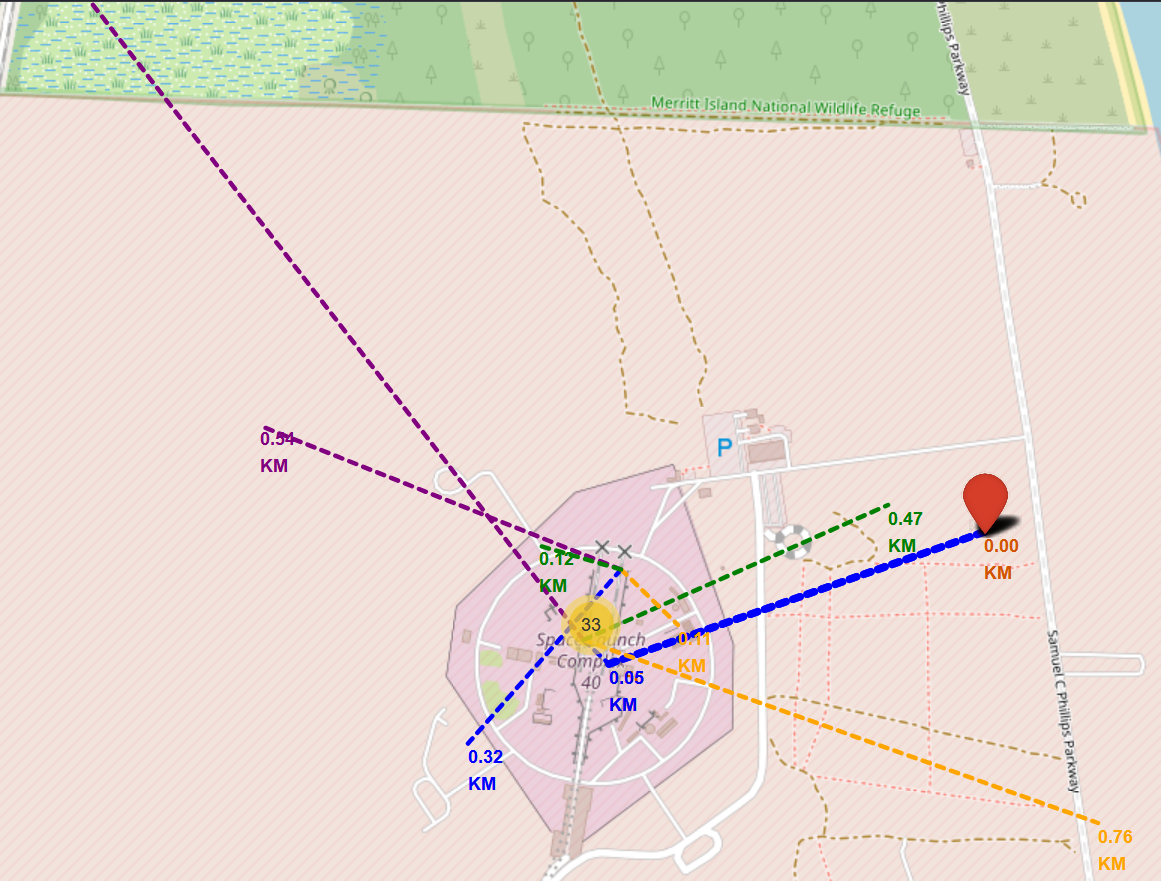 Phillips Parkway
Merritt Island National Wildlife Refuge
0.54
KM
P
0.47
KM
0.00
KM
0.12
KM
33
Space Launch
Complex
40
0.11
KM
0.05
KM
Samuel C Phillips Parkway
0.32
KM
0.76
KM